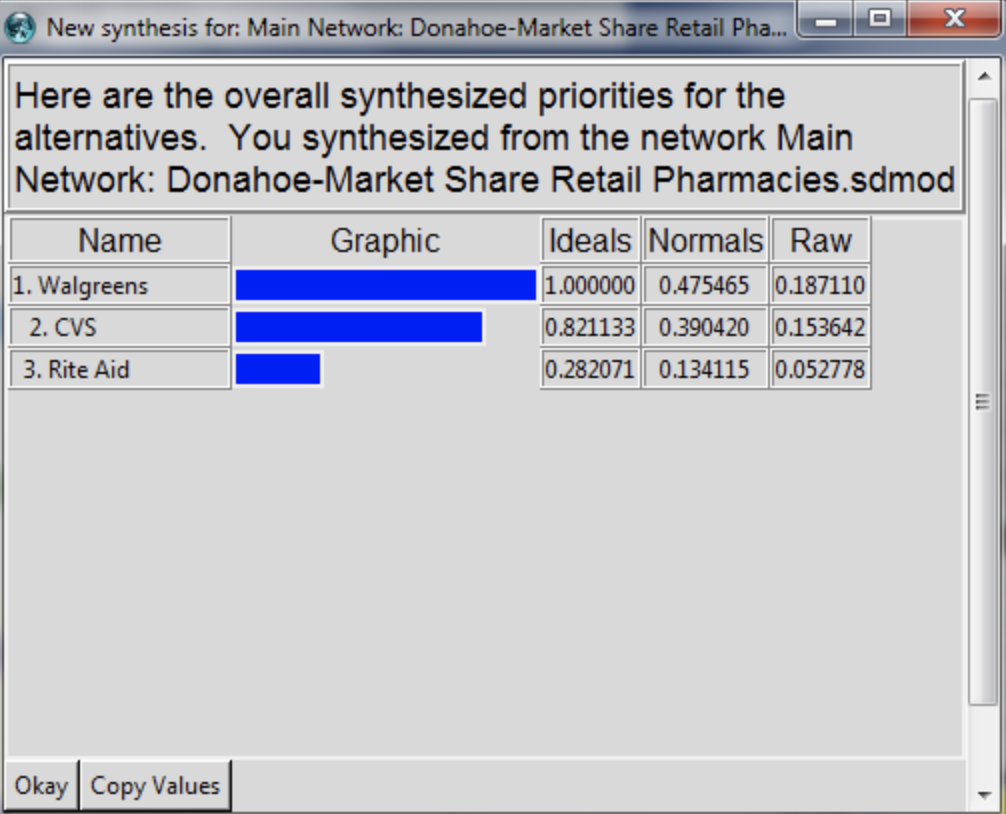 New synthesis for: Main Network: Donahoe-Market Share Retail Pha...
Here are the overall synthesized priorities for the
alternatives.  You synthesized from the network Main
Network: Donahoe-Market Share Retail Pharmacies.sdmod
Name Graphic Ideals Normals Raw
1. Walgreens 1.000000 0.475465 0.187110
2. CVS 0.821133 0.390420 0.153642
3. Rite Aid 0.282071 0.134115 0.052778
Okay Copy Values